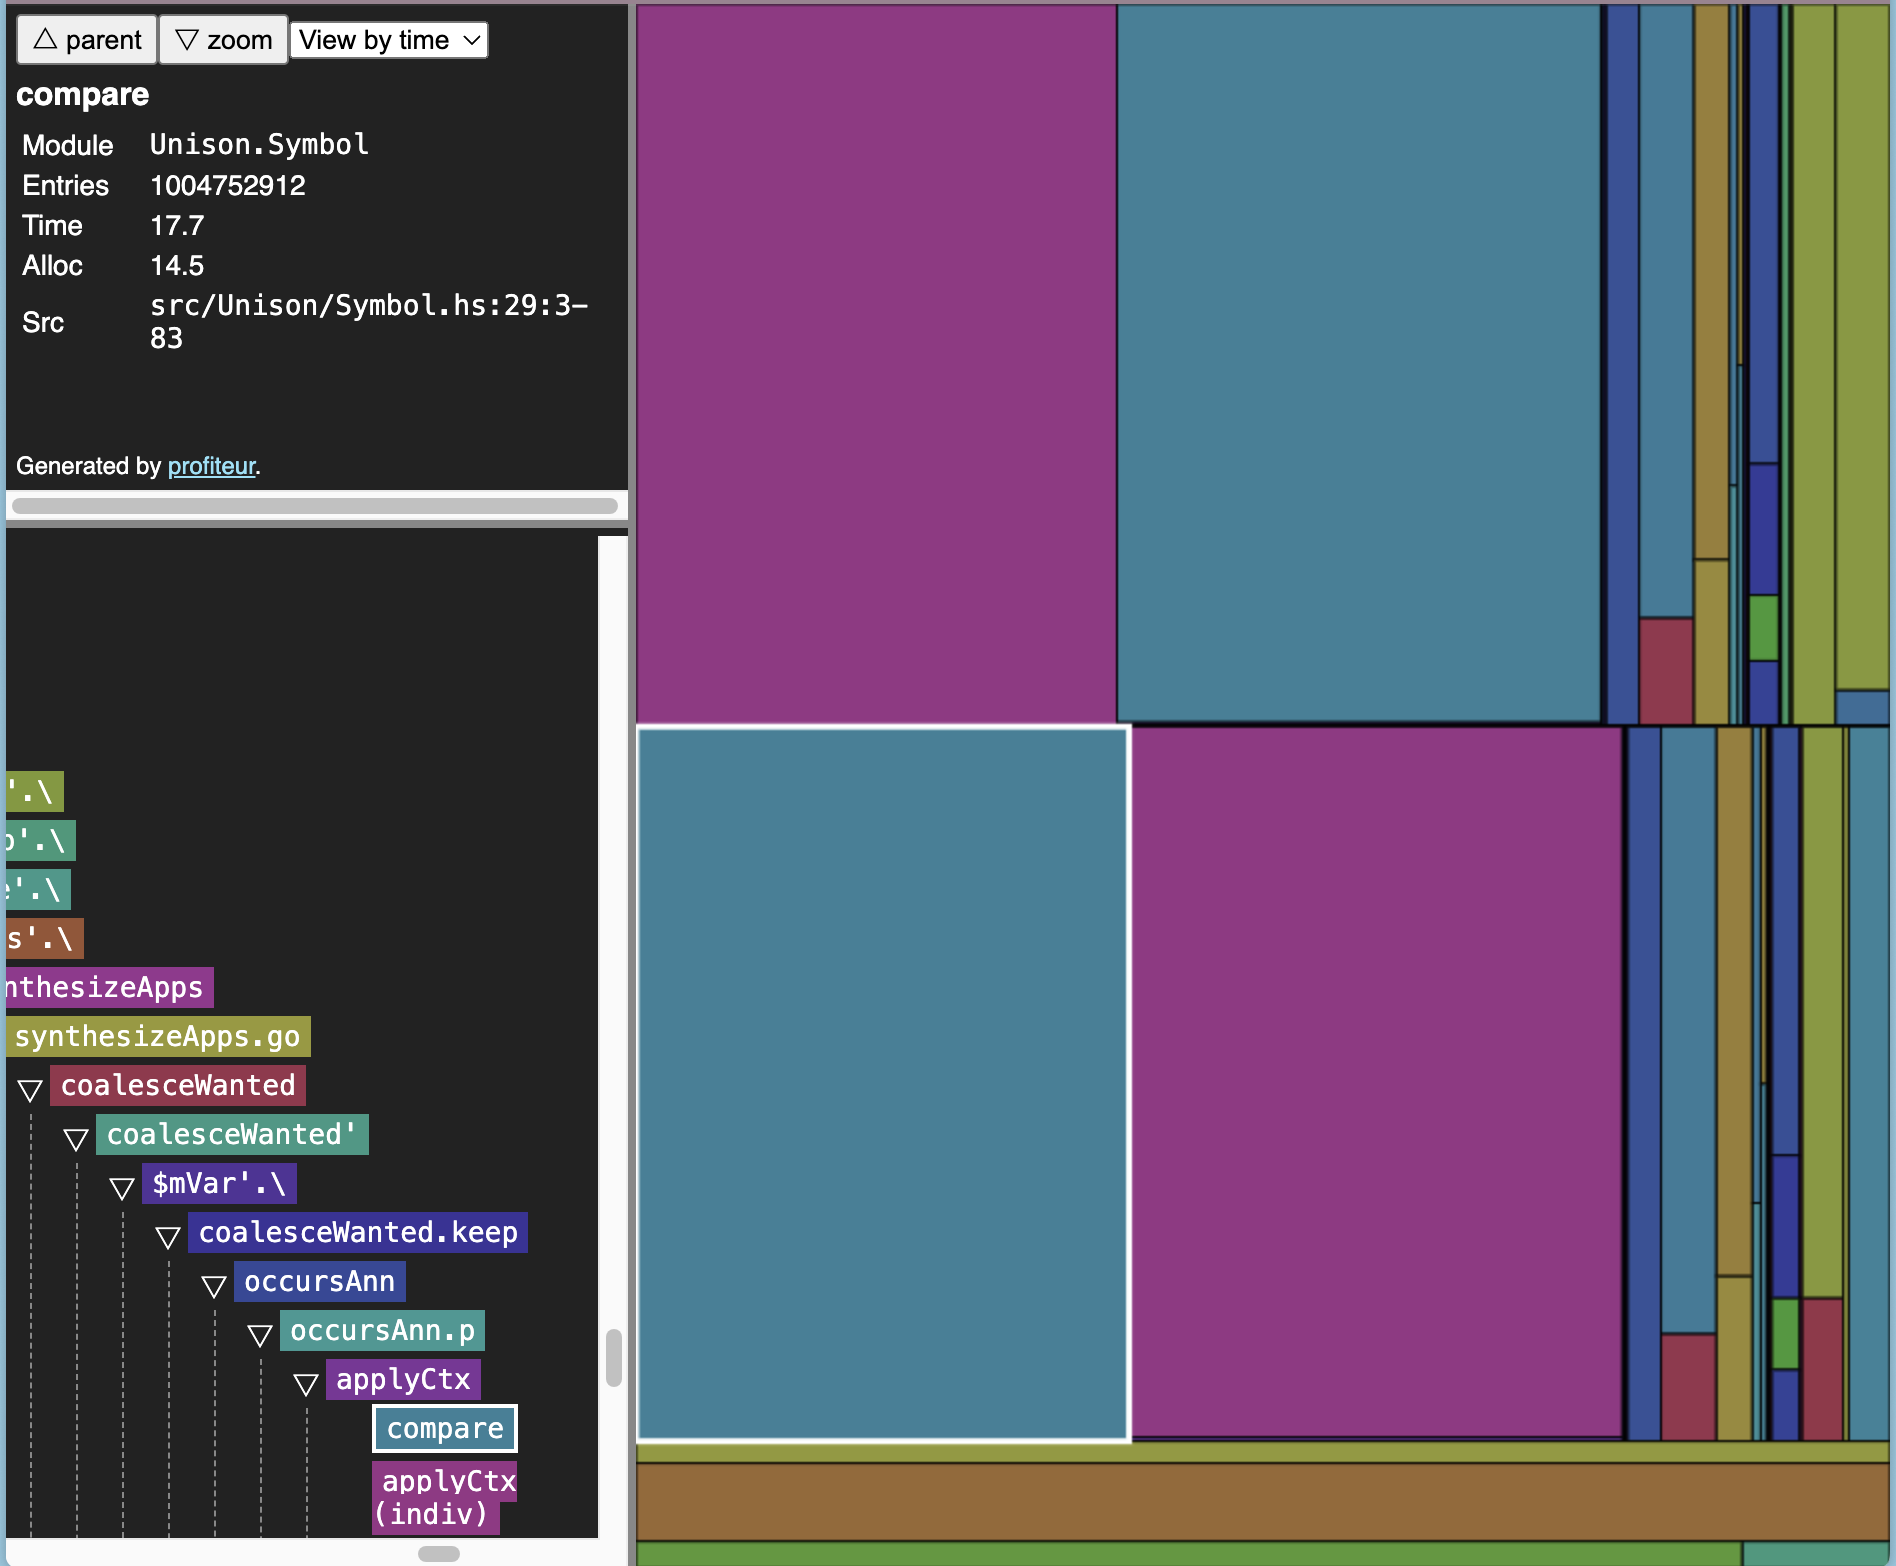 △ parent ▽ zoom View by time
compare
Module Unison.Symbol
Entries 1004752912
Time 17.7
Alloc 14.5
Src src/Unison/Symbol.hs:29:3-
83
Generated by profiteur.
'.\
'.\
'.\
s'.\
nthesizeApps
synthesizeApps.go
coalesceWanted
coalesceWanted'
$mVar'.\
coalesceWanted.keep
occursAnn
occursAnn.p
applyCtx
compare
applyCtx
(indiv)